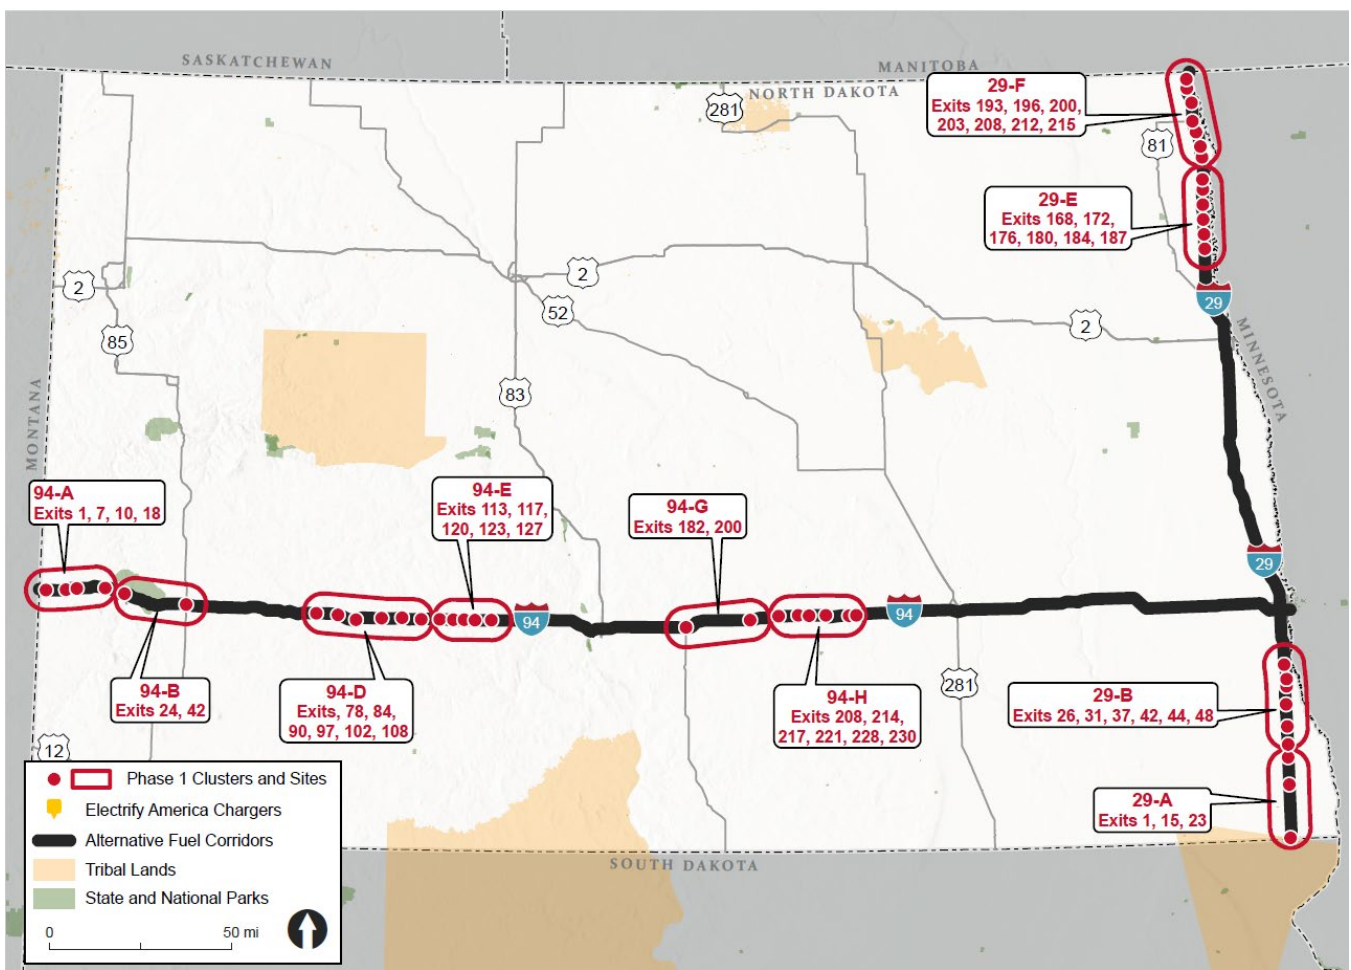 SASKATCHEWAN
MANITOBA
NORTH DAKOTA
281
29-F
Exits 193, 196, 200,
203, 208, 212, 215
81
29-E
Exits 168, 172,
176, 180, 184, 187
2
2
29
52
2
85
MINNESOTA
83
MONTANA
94-A
Exits 1, 7, 10, 18
94-E
Exits 113, 117,
120, 123, 127
94-G
Exits 182, 200
29
94
94
94-B
Exits 24, 42
94-D
Exits, 78, 84,
90, 97, 102, 108
94-H
Exits 208, 214,
217, 221, 228, 230
281
29-B
Exits 26, 31, 37, 42, 44, 48
12
29-A
Exits 1, 15, 23
SOUTH DAKOTA
Phase 1 Clusters and Sites
Electrify America Chargers
Alternative Fuel Corridors
Tribal Lands
State and National Parks
0 50 mi